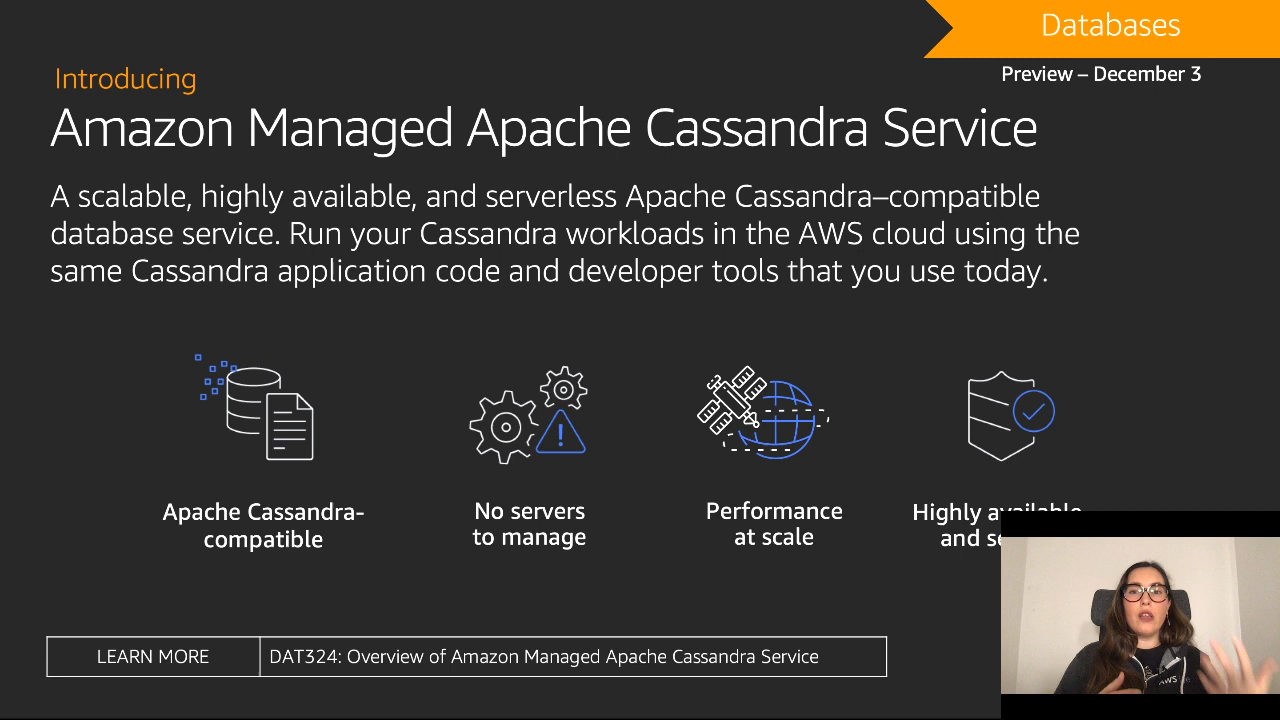 Databases
Preview – December 3
Introducing
Amazon Managed Apache Cassandra Service
A scalable, highly available, and serverless Apache Cassandra–compatible
database service. Run your Cassandra workloads in the AWS cloud using the
same Cassandra application code and developer tools that you use today.
Apache Cassandra-
compatible
No servers
to manage
Performance
at scale
Highly available
and
LEARN MORE
DAT324: Overview of Amazon Managed Apache Cassandra Service
AWS